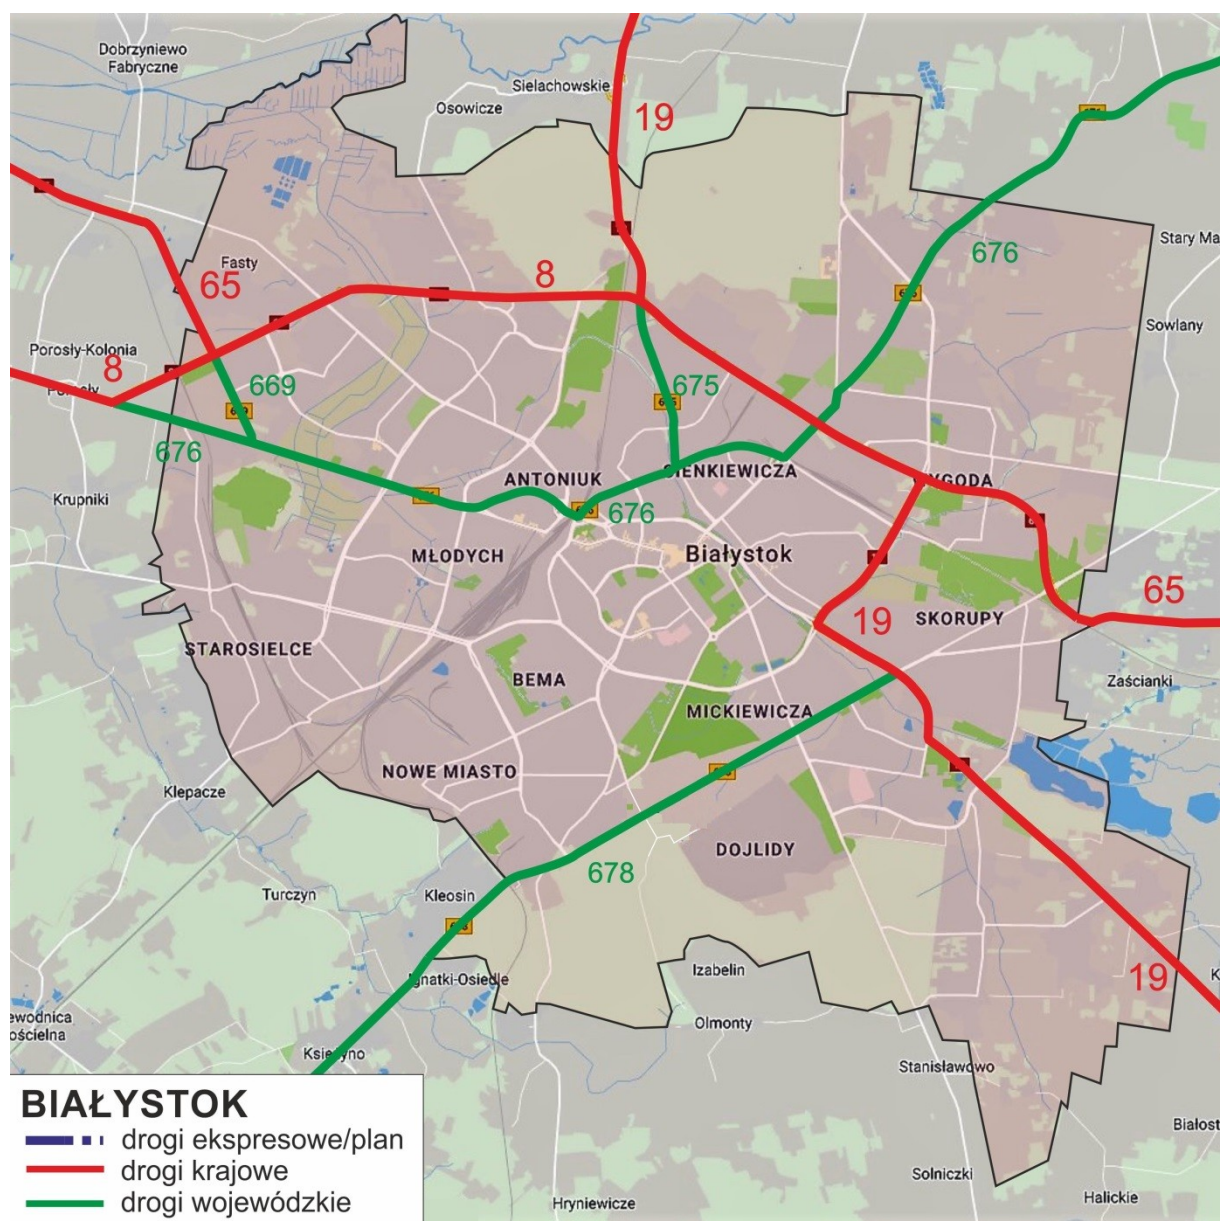 Dobrzyniewo
Fabryczne
Sielachowskie
Osowicze
19
676
Stary Ma
Fasty
65
8
Sowlany
Porosły-Kolonia
8
669
675
676
ANTONIUK
SIENKIEWICZA
WYGODA
Krupniki
676
MŁODYCH
Białystok
65
19
SKORUPY
STAROSIELCE
BEMA
Zaścianki
MICKIEWICZA
NOWE MIASTO
Klepacze
DOJLIDY
678
Turczyn
Kleosin
Izabelin
19
Ignatki-Osiedle
K
ewodnica
ościelna
Olmonty
Księżyno
Stanisławowo
BIAŁYSTOK
drogi ekspresowe/plan
drogi krajowe
drogi wojewódzkie
Białost
Solniczki
Hryniewicze
Halickie